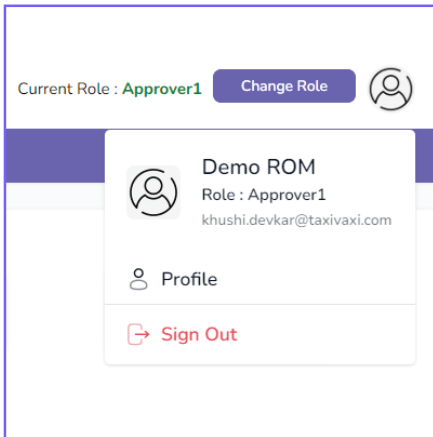 Current Role : Approver1 Change Role
Demo ROM
Role : Approver1
khushi.devkar@taxivaxi.com
Profile
Sign Out